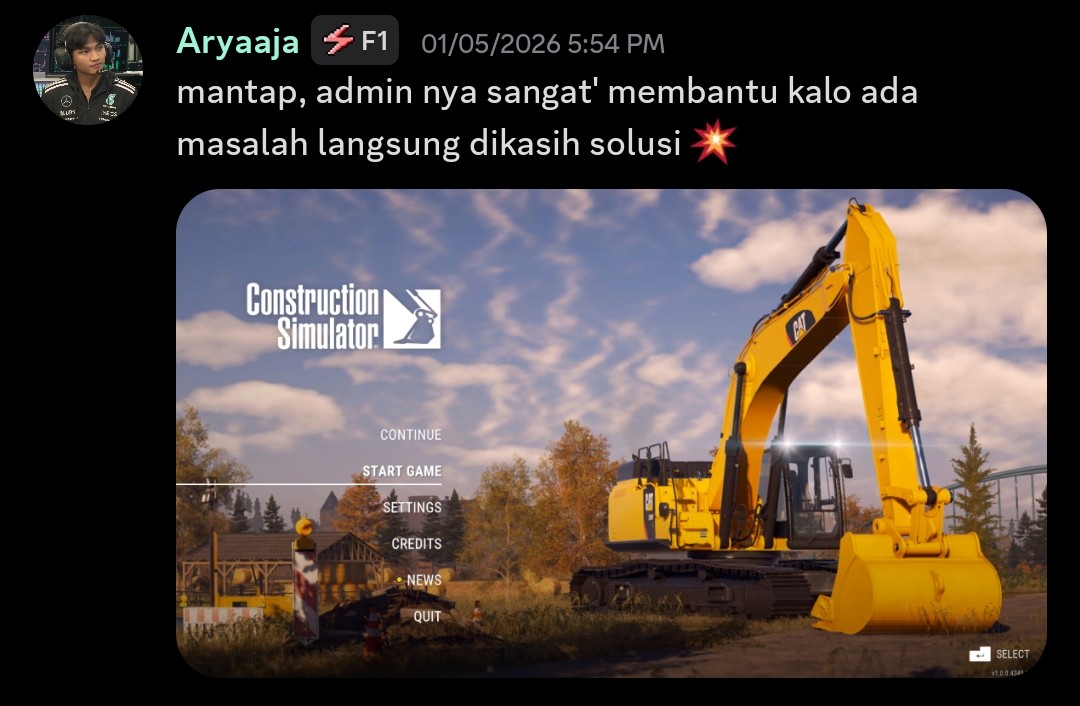 Aryaaja F1 01/05/2026 5:54 PM
mantap, admin nya sangat' membantu kalo ada
masalah langsung dikasih solusi 💥
Construction
Simulator
CAT
CONTINUE
START GAME
SETTINGS
CREDITS
NEWS
QUIT
CAT
SELECT